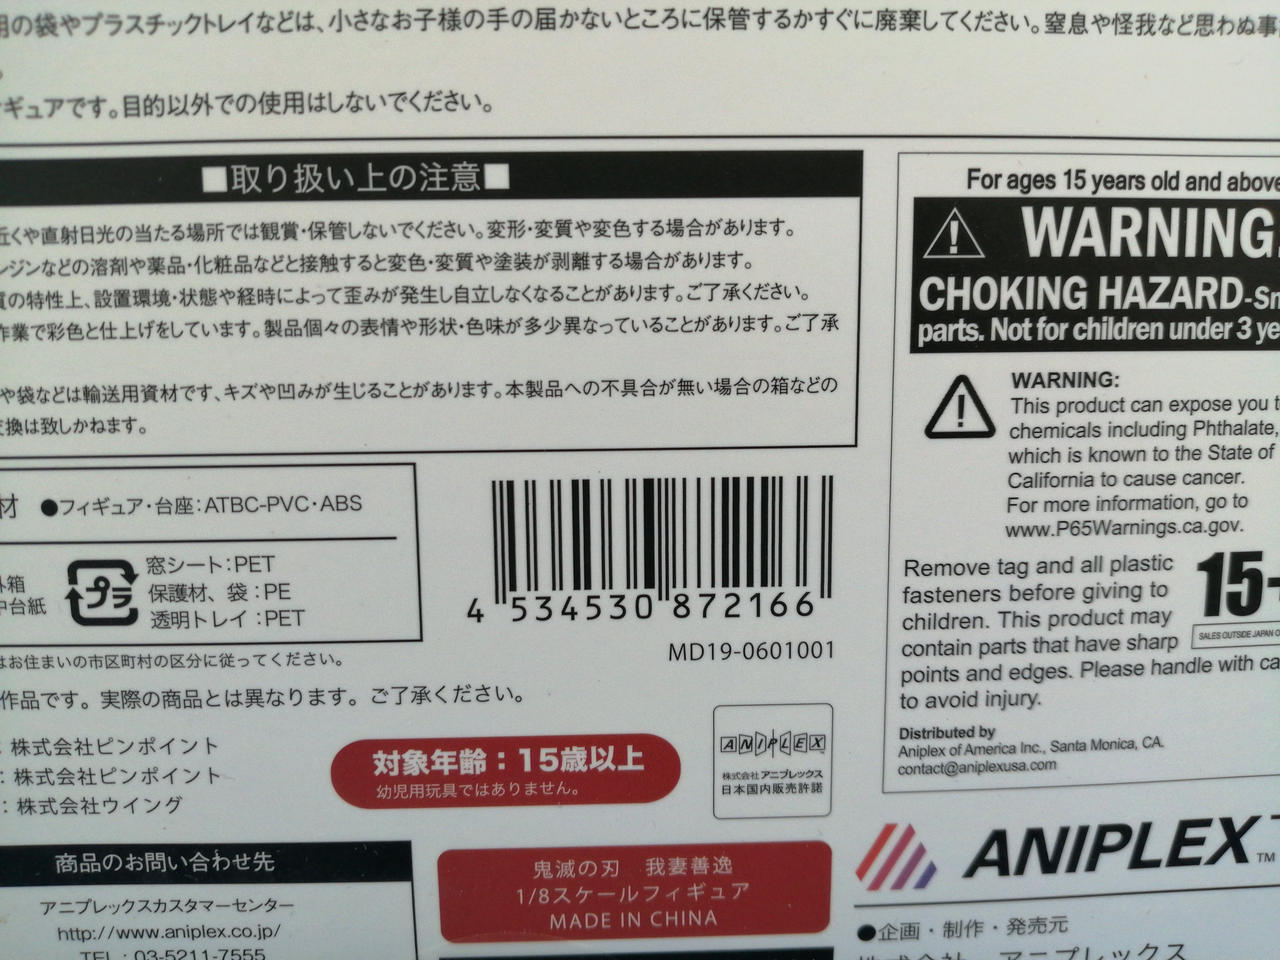 の袋やプラスチックトレイなどは、小さなお子様の手の届かないところに保管するかすぐに廃棄してください。窒息や怪我など思わぬ事
ギュアです。目的以外での使用はしないでください。
■取り扱い上の注意■
近くや直射日光の当たる場所では観賞・保管しないでください。変形・変質や変色する場合があります。
ンジンなどの溶剤や薬品・化粧品などと接触すると変色・変質や塗装が剥離する場合があります。
質の特性上、設置環境・状態や経時によって歪みが発生し自立しなくなることがあります。ご了承ください。
作業で彩色と仕上げをしています。製品個々の表情や形状・色味が多少異なっていることがあります。ご了承
や袋などは輸送用資材です、キズや凹みが生じることがあります。本製品への不具合が無い場合の箱などの
交換は致しかねます。
材 ●フィギュア・台座：ATBC-PVC・ABS
外箱
中台紙
プラ
窓シート：PET
保護材、袋：PE
透明トレイ：PET
はお住まいの市区町村の区分に従ってください。
作品です。実際の商品とは異なります。ご了承ください。
：株式会社ピンポイント
：株式会社ピンポイント
：株式会社ウイング
4 534530 872166
MD19-0601001
対象年齢：15歳以上
幼児用玩具ではありません。
ANIPLEX
株式会社 アニプレックス
日本国内販売許諾
商品のお問い合わせ先
アニプレックスカスタマーセンター
http://www.aniplex.co.jp/
TEL：03-5211-7555
鬼滅の刃 我妻善逸
1/8スケールフィギュア
MADE IN CHINA
For ages 15 years old and above
WARNING:
CHOKING HAZARD-Sm
parts. Not for children under 3 ye
WARNING:
This product can expose you t
chemicals including Phthalate,
which is known to the State of
California to cause cancer.
For more information, go to
www.P65Warnings.ca.gov.
Remove tag and all plastic
fasteners before giving to
children. This product may
contain parts that have sharp
points and edges. Please handle with ca
to avoid injury.
15+
SALES OUTSIDE JAPAN O
Distributed by
Aniplex of America Inc., Santa Monica, CA.
contact@aniplexusa.com
ANIPLEX™
●企画・制作・発売元
株式会社 アニプレックス